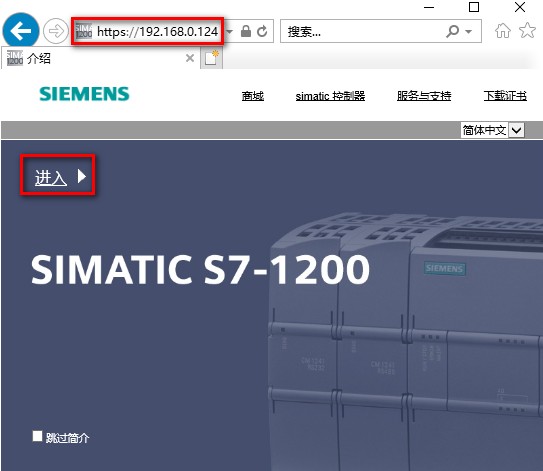 https://192.168.0.124
搜索...
介绍
SIEMENS
商城 simatic 控制器 服务与支持 下载证书
简体中文
进入
SIMATIC S7-1200
SIEMENS
跳过简介